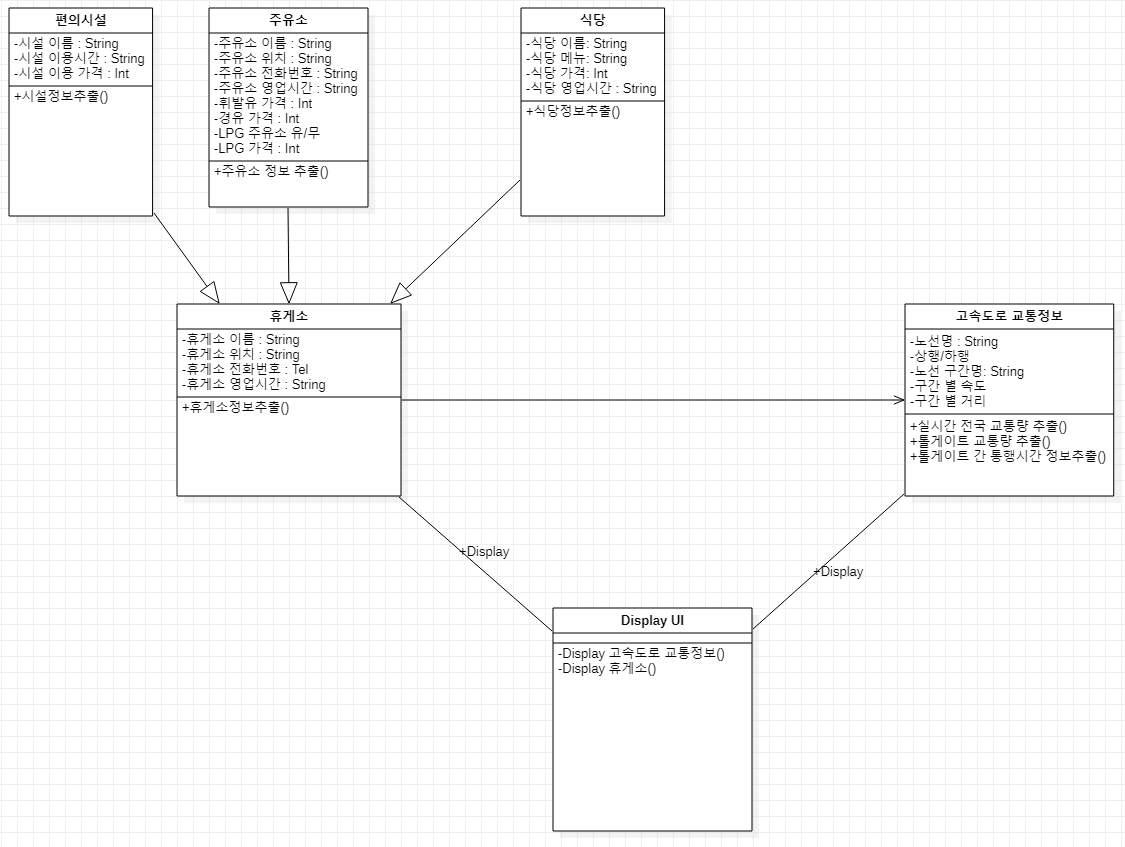 편의시설
-시설 이름 : String
-시설 이용시간 : String
-시설 이용 가격 : Int
+시설정보추출()
주유소
-주유소 이름 : String
-주유소 위치 : String
-주유소 전화번호 : String
-주유소 영업시간 : String
-휘발유 가격 : Int
-경유 가격 : Int
-LPG 주유소 유/무
-LPG 가격 : Int
+주유소 정보 추출()
식당
-식당 이름: String
-식당 메뉴: String
-식당 가격: Int
-식당 영업시간 : String
+식당정보추출()
휴게소
-휴게소 이름 : String
-휴게소 위치 : String
-휴게소 전화번호 : Tel
-휴게소 영업시간 : String
+휴게소정보추출()
고속도로 교통정보
-노선명 : String
-상행/하행
-노선 구간명: String
-구간 별 속도
-구간 별 거리
+실시간 전국 교통량 추출()
+톨게이트 교통량 추출()
+톨게이트 간 통행시간 정보추출()
+Display
+Display
Display UI
-Display 고속도로 교통정보()
-Display 휴게소()